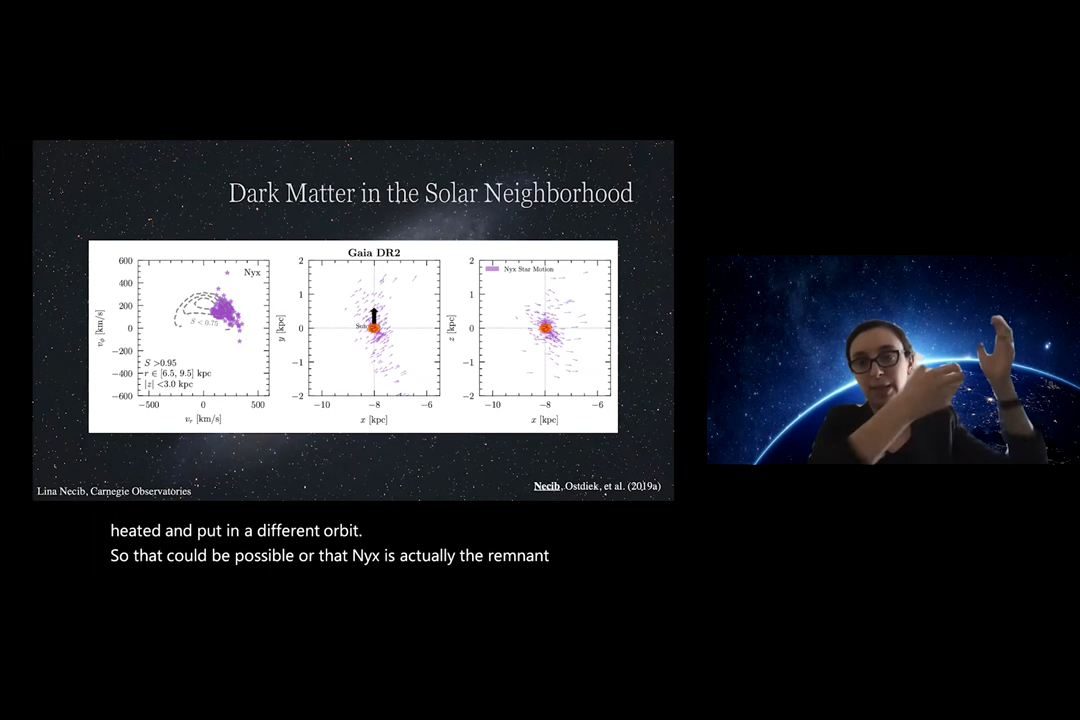 Dark Matter in the Solar Neighborhood
Gaia DR2
Nyx
S < 0.75
S >0.95
r ∈ [6.5, 9.5] kpc
|z| <3.0 kpc
600
400
200
0
−200
−400
−600
−500
0
500
v_ϕ [km/s]
v_r [km/s]
Sun
2
1
0
−1
−2
−10
−8
−6
y [kpc]
x [kpc]
Nyx Star Motion
2
1
0
−1
−2
−10
−8
−6
z [kpc]
x [kpc]
Lina Necib, Carnegie Observatories
Necib, Ostdiek, et al. (2019a)
heated and put in a different orbit.
So that could be possible or that Nyx is actually the remnant